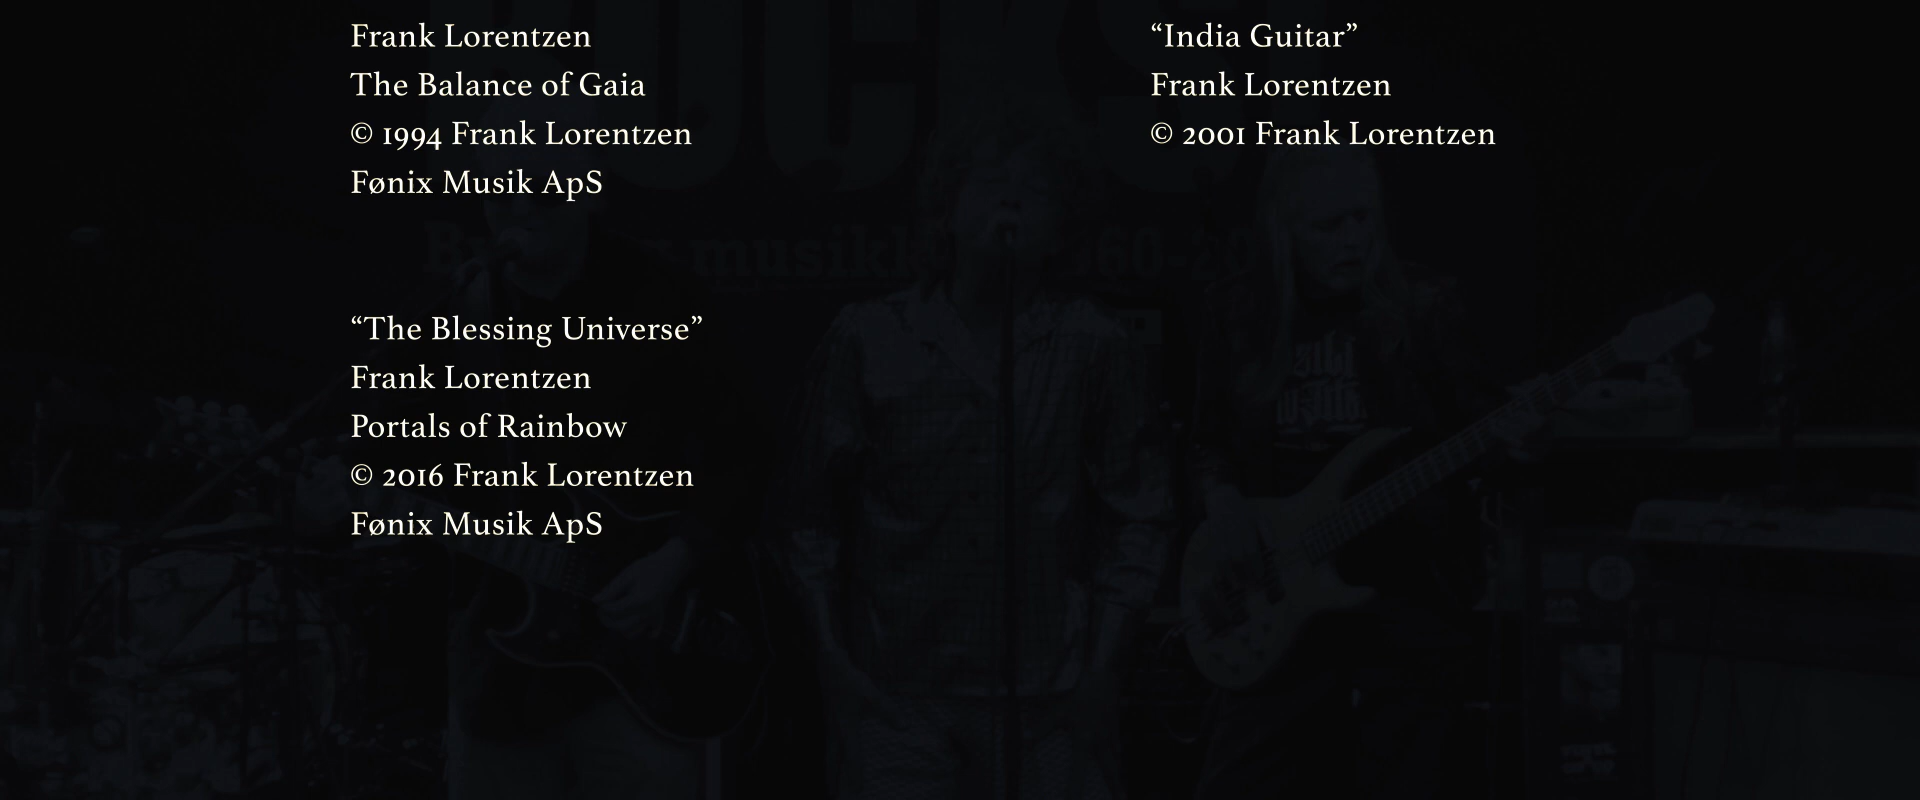 Frank Lorentzen
The Balance of Gaia
© 1994 Frank Lorentzen
Fønix Musik ApS
“The Blessing Universe”
Frank Lorentzen
Portals of Rainbow
© 2016 Frank Lorentzen
Fønix Musik ApS
“India Guitar”
Frank Lorentzen
© 2001 Frank Lorentzen
musik